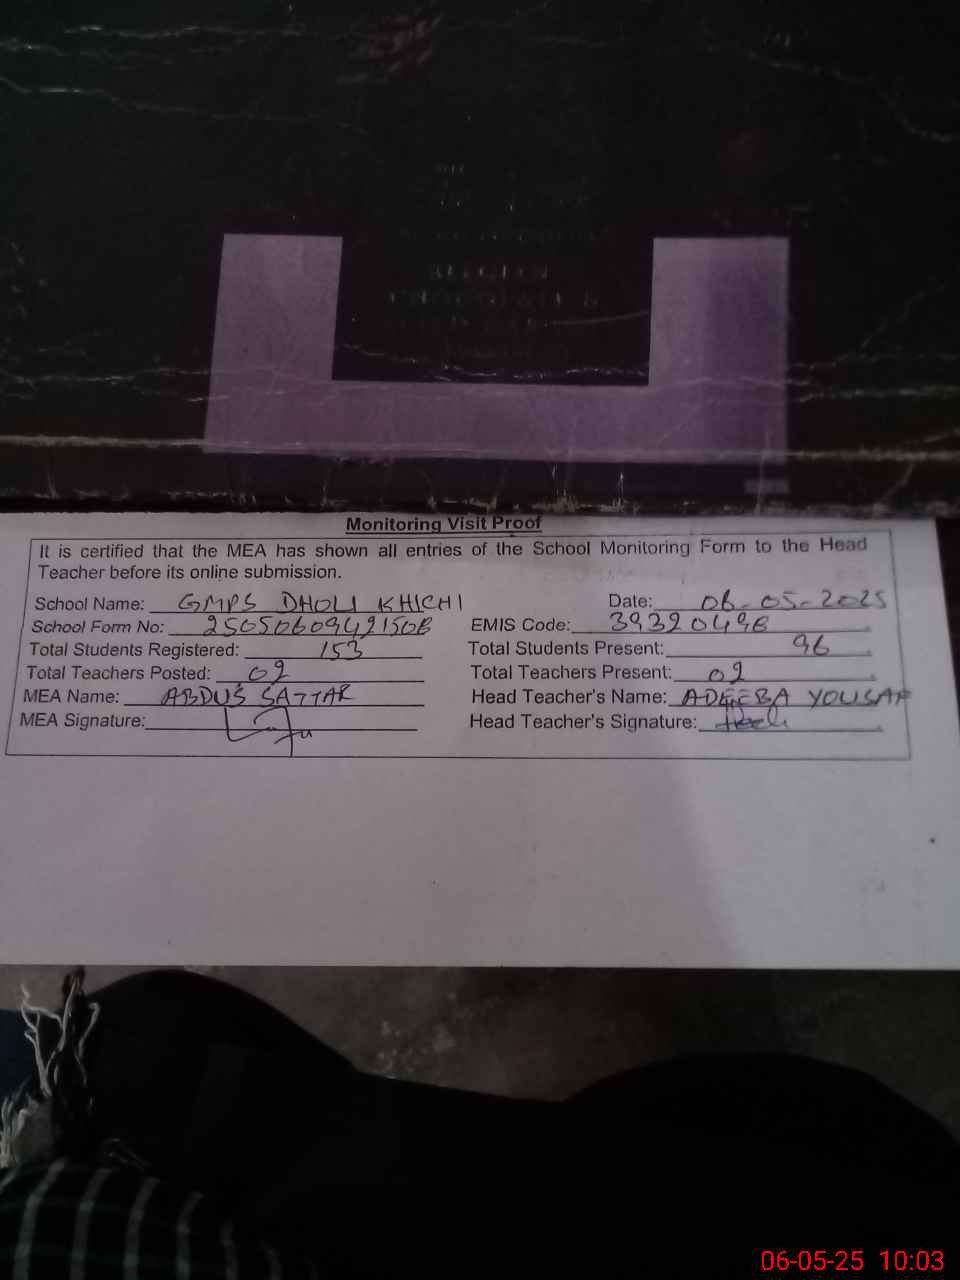 BELGIAN
CHOCOLATE
Monitoring Visit Proof
It is certified that the MEA has shown all entries of the School Monitoring Form to the Head
Teacher before its online submission.
School Name: GMPS DHOLI KHICHI Date: 06-05-2025
School Form No: EMIS Code:
Total Students Registered: 153 Total Students Present: 96
Total Teachers Posted: 02 Total Teachers Present: 02
MEA Name: ABDUS SATTAR Head Teacher's Name: ADEEBA YOUSAF
MEA Signature: Head Teacher's Signature:
06-05-25 10:03